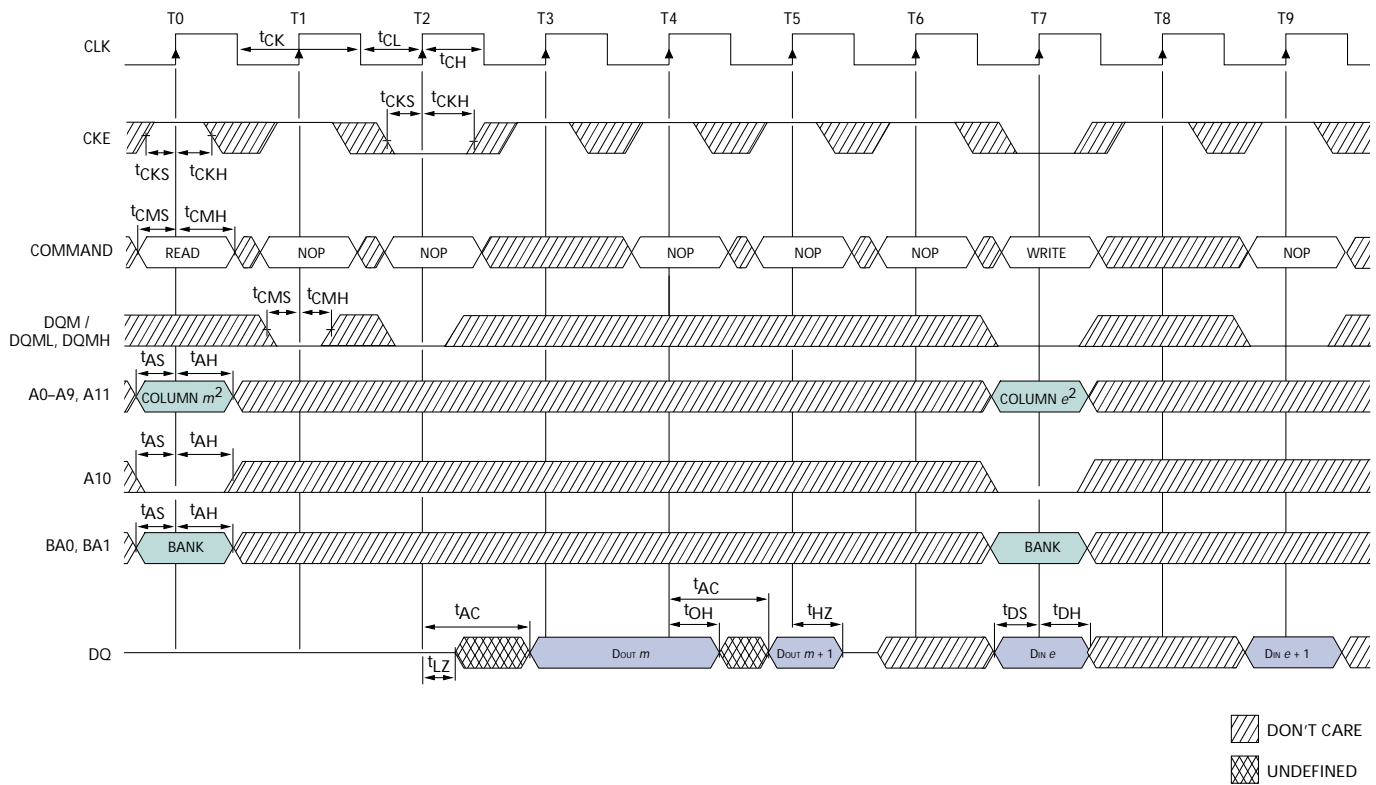 T0 T1 T2 T3 T4 T5 T6 T7 T8 T9
CLK
tCK tCL
tCH
tCKS tCKH
CKE
tCKS tCKH
tCMS tCMH
COMMAND READ NOP NOP NOP NOP NOP WRITE NOP
tCMS tCMH
DQM /
DQML, DQMH
tAS tAH
A0–A9, A11 COLUMN m2 COLUMN e2
tAS tAH
A10
tAS tAH
BA0, BA1 BANK BANK
tAC
tAC tOH tHZ tDS tDH
DQ DOUT m DOUT m + 1 DIN e DIN e + 1
tLZ
DON'T CARE
UNDEFINED